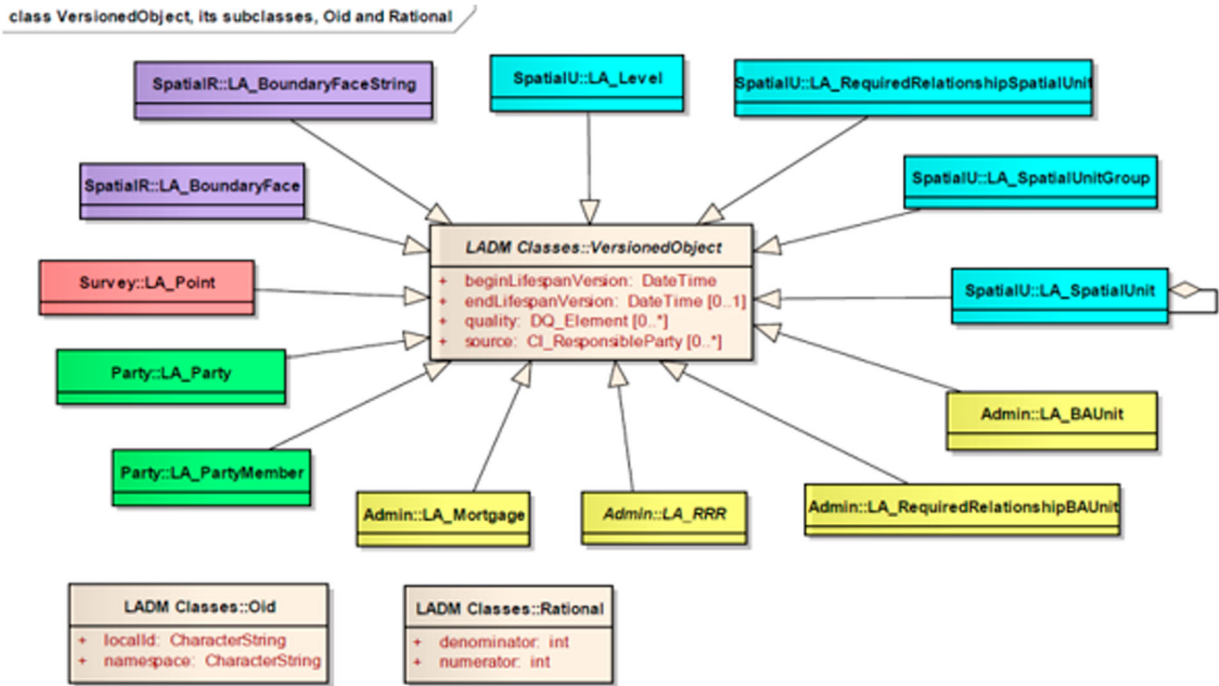 class VersionedObject, its subclasses, Oid and Rational
SpatialR::LA_BoundaryFaceString
SpatialU::LA_Level
SpatialU::LA_RequiredRelationshipSpatialUnit
SpatialR::LA_BoundaryFace
SpatialU::LA_SpatialUnitGroup
LADM Classes::VersionedObject
+ beginLifespanVersion: DateTime
+ endLifespanVersion: DateTime [0..1]
+ quality: DQ_Element [0..*]
+ source: CI_ResponsibleParty [0..*]
Survey::LA_Point
SpatialU::LA_SpatialUnit
Party::LA_Party
Admin::LA_BAUnit
Party::LA_PartyMember
Admin::LA_Mortgage
Admin::LA_RRR
Admin::LA_RequiredRelationshipBAUnit
LADM Classes::Oid
+ localId: CharacterString
+ namespace: CharacterString
LADM Classes::Rational
+ denominator: int
+ numerator: int